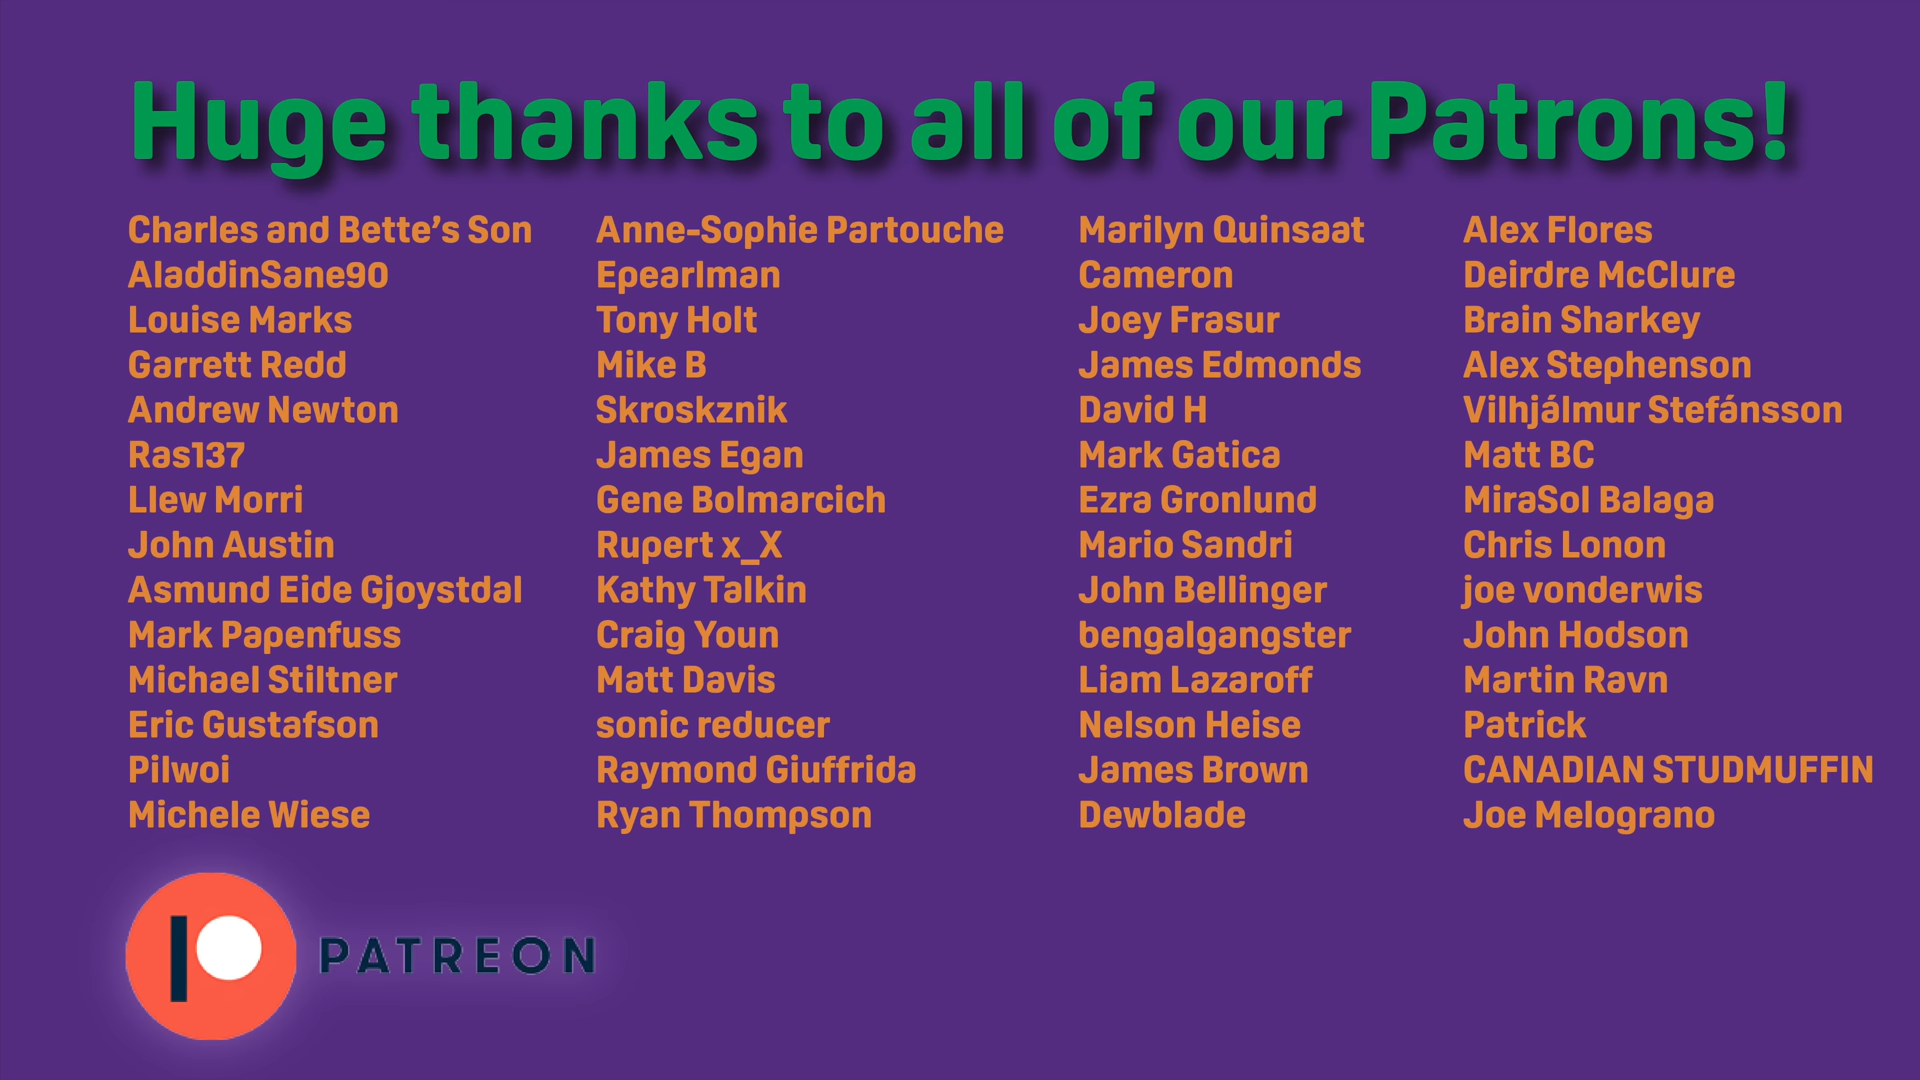 Huge thanks to all of our Patrons!
Charles and Bette’s Son
AladdinSane90
Louise Marks
Garrett Redd
Andrew Newton
Ras137
Llew Morri
John Austin
Asmund Eide Gjoystdal
Mark Papenfuss
Michael Stiltner
Eric Gustafson
Pilwoi
Michele Wiese
Anne-Sophie Partouche
Epearlman
Tony Holt
Mike B
Skroskznik
James Egan
Gene Bolmarcich
Rupert x_X
Kathy Talkin
Craig Youn
Matt Davis
sonic reducer
Raymond Giuffrida
Ryan Thompson
Marilyn Quinsaat
Cameron
Joey Frasur
James Edmonds
David H
Mark Gatica
Ezra Gronlund
Mario Sandri
John Bellinger
bengalgangster
Liam Lazaroff
Nelson Heise
James Brown
Dewblade
Alex Flores
Deirdre McClure
Brain Sharkey
Alex Stephenson
Vilhjálmur Stefánsson
Matt BC
MiraSol Balaga
Chris Lonon
joe vonderwis
John Hodson
Martin Ravn
Patrick
CANADIAN STUDMUFFIN
Joe Melograno
PATREON